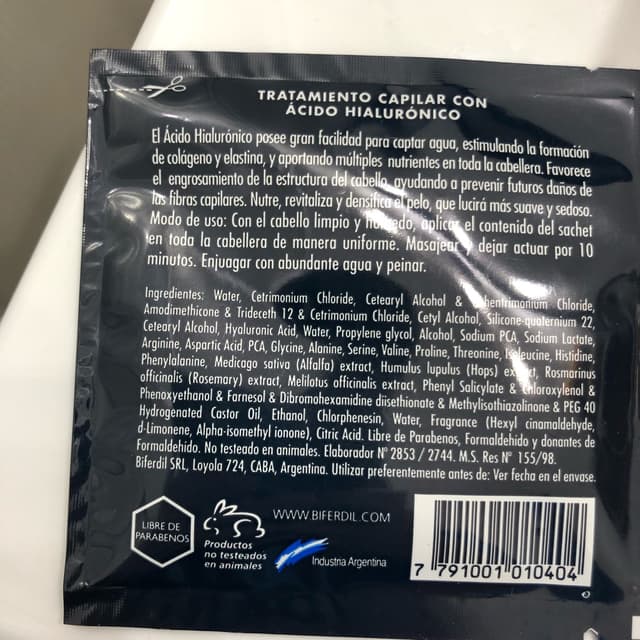 TRATAMIENTO CAPILAR CON
ÁCIDO HIALURÓNICO
El Ácido Hialurónico posee gran facilidad para captar agua, estimulando la formación
de colágeno y elastina, y aportando múltiples nutrientes en toda la cabellera. Favorece
el engrosamiento de la estructura del cabello, ayudando a prevenir futuros daños de
las fibras capilares. Nutre, revitaliza y densifica el pelo, que lucirá más suave y sedoso.
Modo de uso: Con el cabello limpio y húmedo, aplicar el contenido del sachet
en toda la cabellera de manera uniforme. Masajear y dejar actuar por 10
minutos. Enjuagar con abundante agua y peinar.
Ingredientes: Water, Cetrimonium Chloride, Cetearyl Alcohol & Chloride,
Amodimethicone & Trideceth 12 & Cetrimonium Chloride, Cetyl Alcohol, Silicone quaternium 22,
Cetearyl Alcohol, Hyaluronic Acid, Water, Propylene glycol, Alcohol, Sodium PCA, Sodium Lactate,
Arginine, Aspartic Acid, PCA, Glycine, Alanine, Serine, Valine, Proline, Threonine, Isoleucine, Histidine,
Phenylalanine, Medicago sativa (Alfalfa) extract, Humulus lupulus (Hops) extract, Rosmarinus
officinalis (Rosemary) extract, Melilotus officinalis extract, Phenyl Salicylate & Chloroxylenol &
Phenoxyethanol & Farnesol & Dibromohexamidine disethionate & Methylisothiazolinone & PEG 40
Hydrogenated Castor Oil, Ethanol, Chlorphenesin, Water, Fragrance (Hexyl cinamaldehyde,
d-Limonene, Alpha-isomethyl ionone), Citric Acid. Libre de Parabenos, Formaldehido y donantes de
Formaldehido. No testeado en animales. Elaborador N° 2853 / 2744. M.S. Res N° 155/98.
Biferdil SRL, Loyola 724, CABA, Argentina. Utilizar preferentemente antes de: Ver fecha en el envase.
LIBRE DE
PARABENOS
Productos
no testeados
en animales
WWW.BIFERDIL.COM
Industria Argentina
7 791001 010404